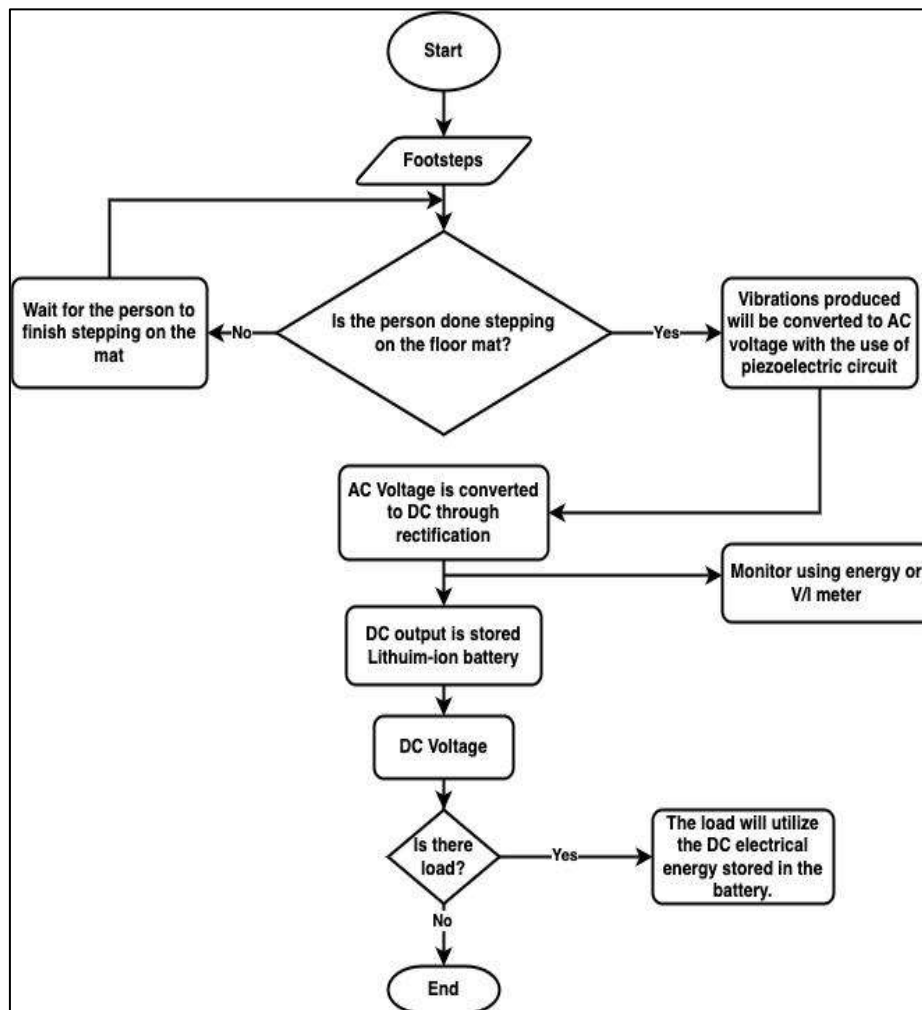 Start
Footsteps
Wait for the person to
finish stepping on the
mat
No
Is the person done stepping
on the floor mat?
Yes
Vibrations produced
will be converted to AC
voltage with the use of
piezoelectric circuit
AC Voltage is converted
to DC through
rectification
Monitor using energy or
V/I meter
DC output is stored
Lithuim-ion battery
DC Voltage
Is there
load?
Yes
The load will utilize
the DC electrical
energy stored in the
battery.
No
End